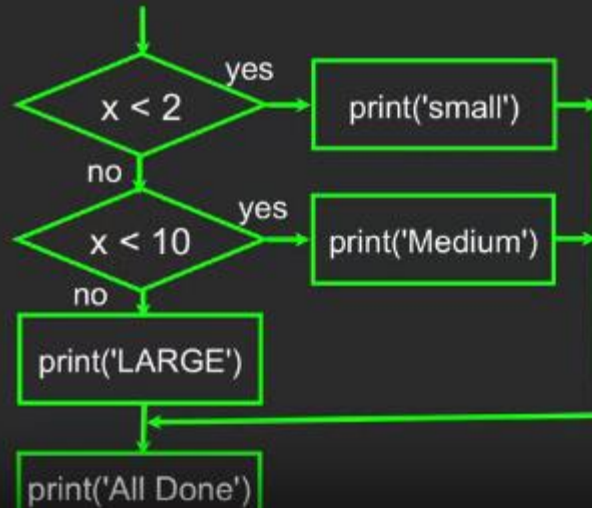 yes
x < 2
print('small')
no
yes
x < 10
print('Medium')
no
print('LARGE')
print('All Done')